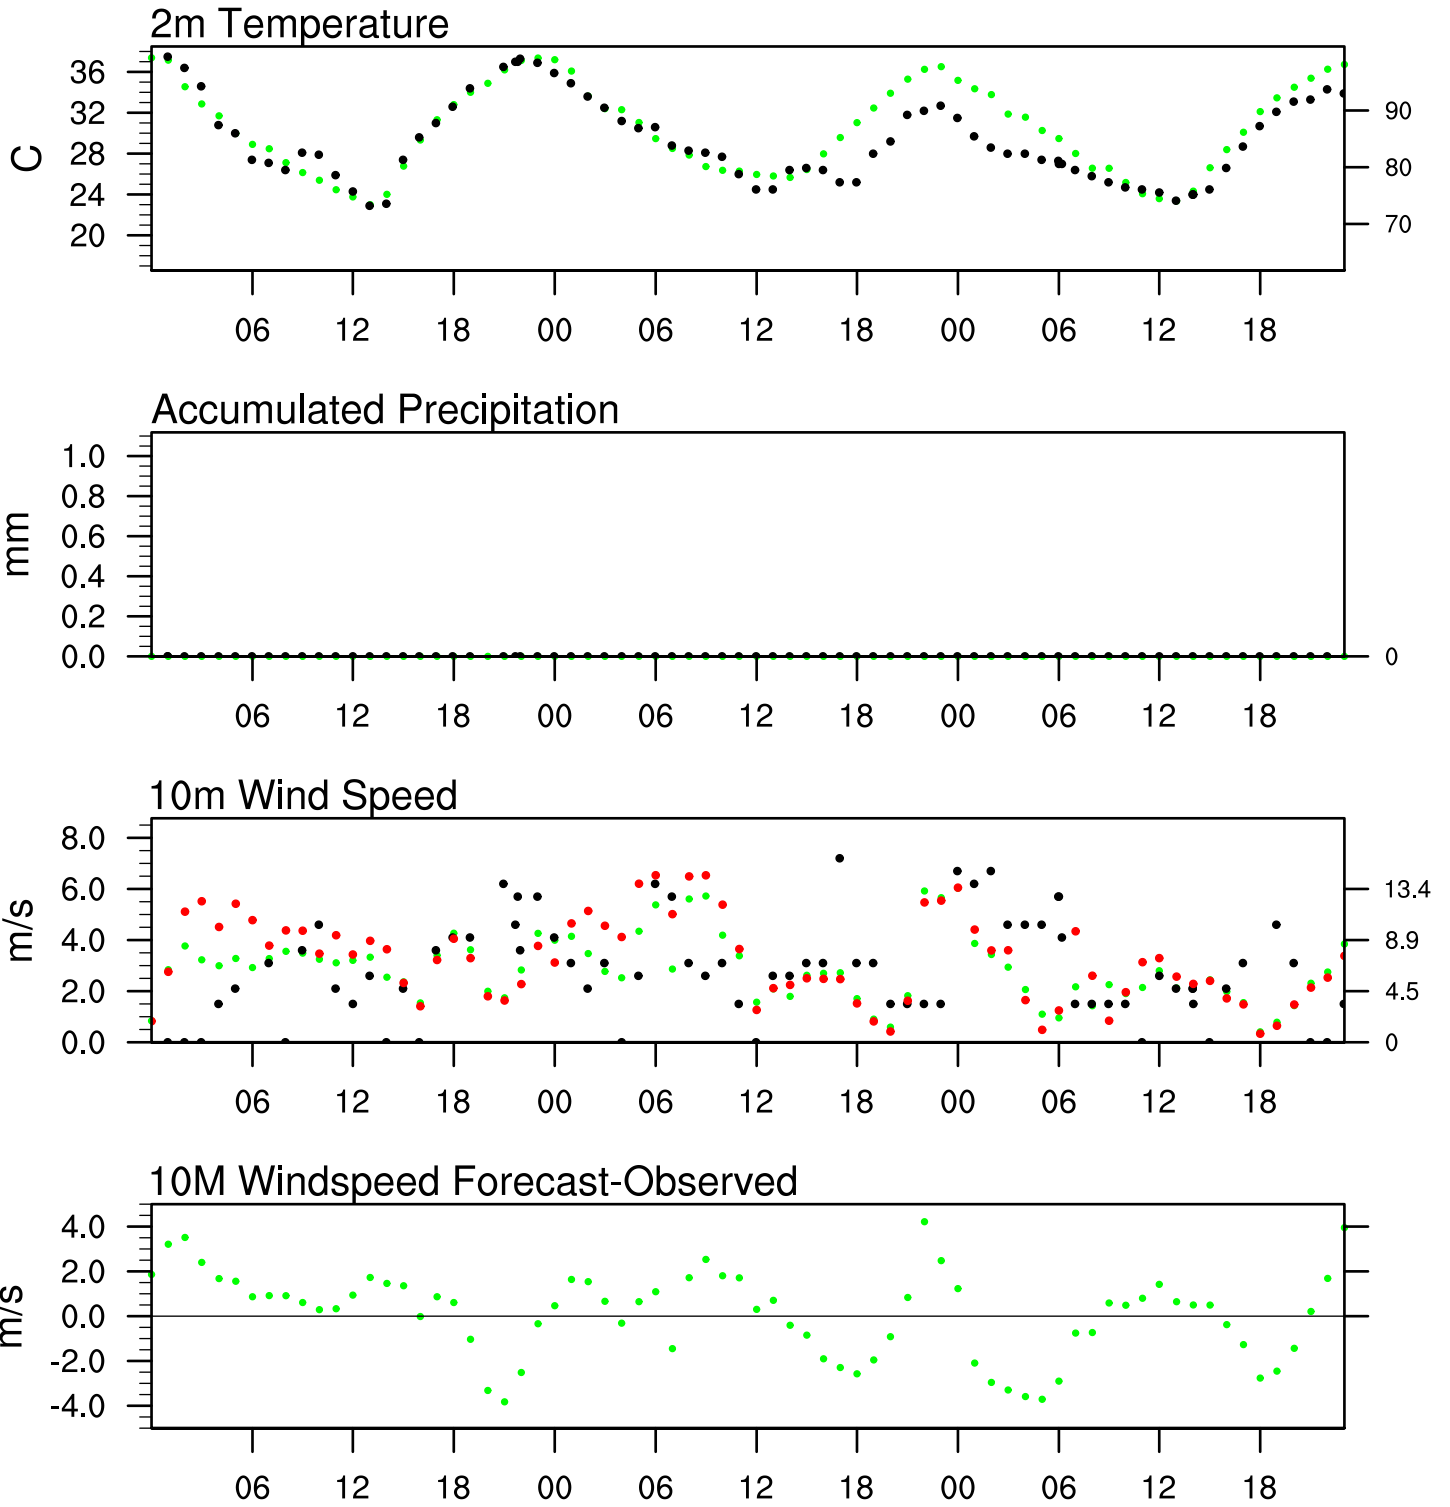 2m Temperature
C
36
32
28
24
20
90
80
70
06 12 18 00 06 12 18 00 06 12 18
Accumulated Precipitation
mm
1.0
0.8
0.6
0.4
0.2
0.0
0
06 12 18 00 06 12 18 00 06 12 18
10m Wind Speed
m/s
8.0
6.0
4.0
2.0
0.0
13.4
8.9
4.5
0
06 12 18 00 06 12 18 00 06 12 18
10M Windspeed Forecast-Observed
m/s
4.0
2.0
0.0
-2.0
-4.0
06 12 18 00 06 12 18 00 06 12 18